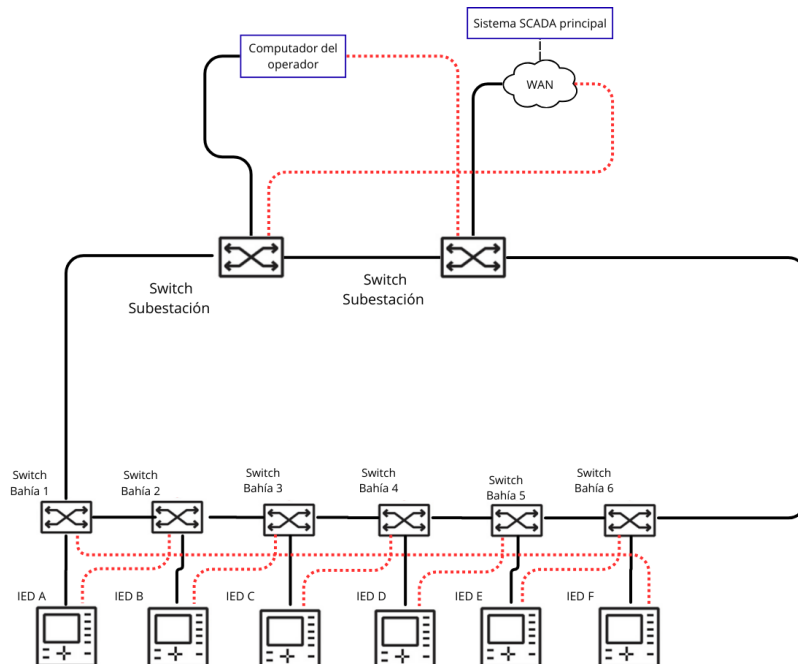 Sistema SCADA principal
Computador del
operador
WAN
Switch
Subestación
Switch
Subestación
Switch
Bahía 1
Switch
Bahía 2
Switch
Bahía 3
Switch
Bahía 4
Switch
Bahía 5
Switch
Bahía 6
IED A
IED B
IED C
IED D
IED E
IED F